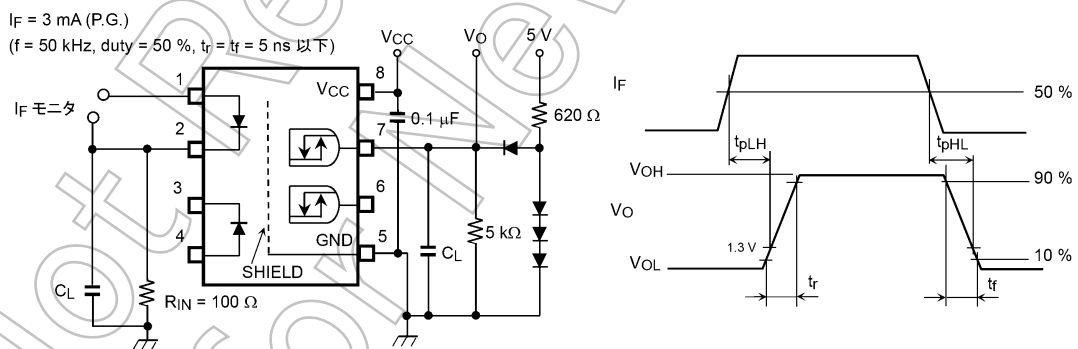 IF = 3 mA (P.G.)
(f = 50 kHz, duty = 50 %, tr = tf = 5 ns 以下)
IF モニタ
1
2
3
4
CL
RIN = 100 Ω
SHIELD
VCC
GND
8
7
6
5
VCC
0.1 μF
VO
5 V
620 Ω
5 kΩ
CL
IF
50 %
tpLH
tpHL
VOH
90 %
VO
1.3 V
10 %
VOL
tr
tf